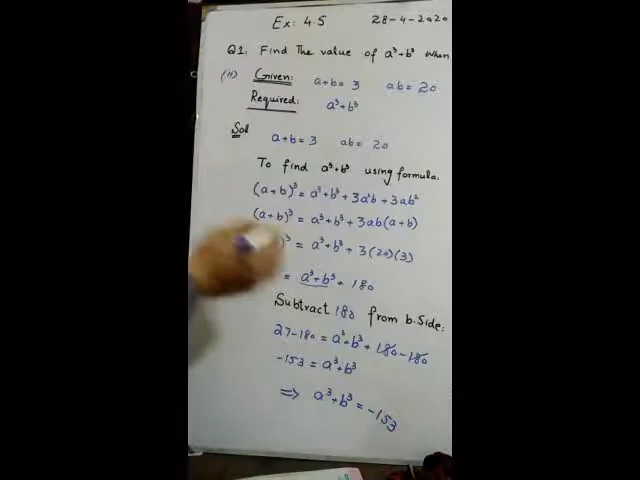 Ex: 4.5 28-4-2020
Q1. Find The value of a³+b³ when
(ii) Given: a+b=3 ab=20
Required: a³+b³
Sol a+b=3 ab=20
To find a³+b³ using formula.
(a+b)³ = a³+b³+3a²b+3ab²
(a+b)³ = a³+b³+3ab(a+b)
)³ = a³+b³+3(20)(3)
= a³+b³+180
Subtract 180 from b.Side:
27-180 = a³+b³+180-180
-153 = a³+b³
⇒ a³+b³=-153